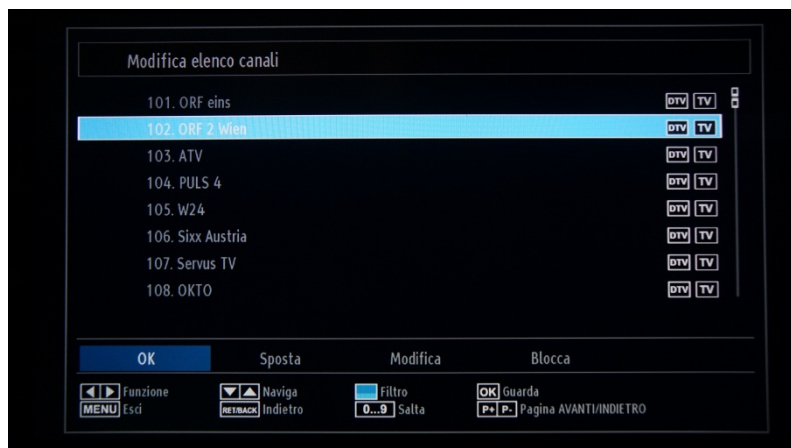 Modifica elenco canali
101. ORF eins DTV TV
102. ORF 2 Wien DTV TV
103. ATV DTV TV
104. PULS 4 DTV TV
105. W24 DTV TV
106. Sixx Austria DTV TV
107. Servus TV DTV TV
108. OKTO DTV TV
OK Sposta Modifica Blocca
Funzione Naviga Filtro OK Guarda
MENU Esci RET/BACK Indietro 0...9 Salta P+ P- Pagina AVANTI/INDIETRO